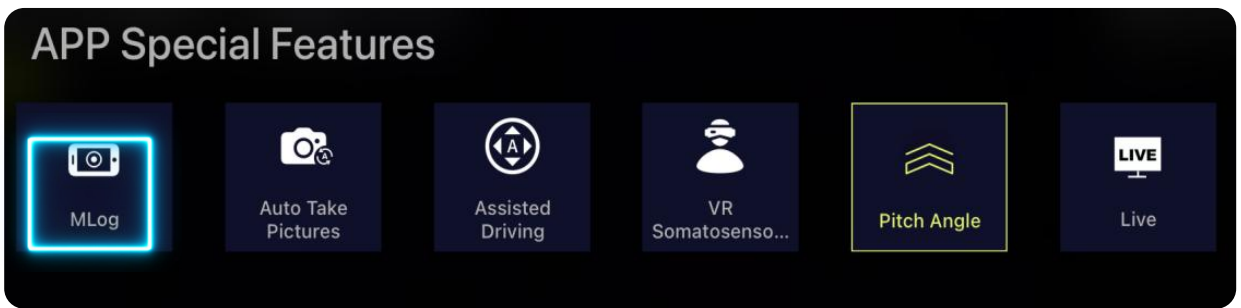 APP Special Features
MLog
Auto Take
Pictures
A
Assisted
Driving
A
VR
Somatosenso...
Pitch Angle
LIVE
Live